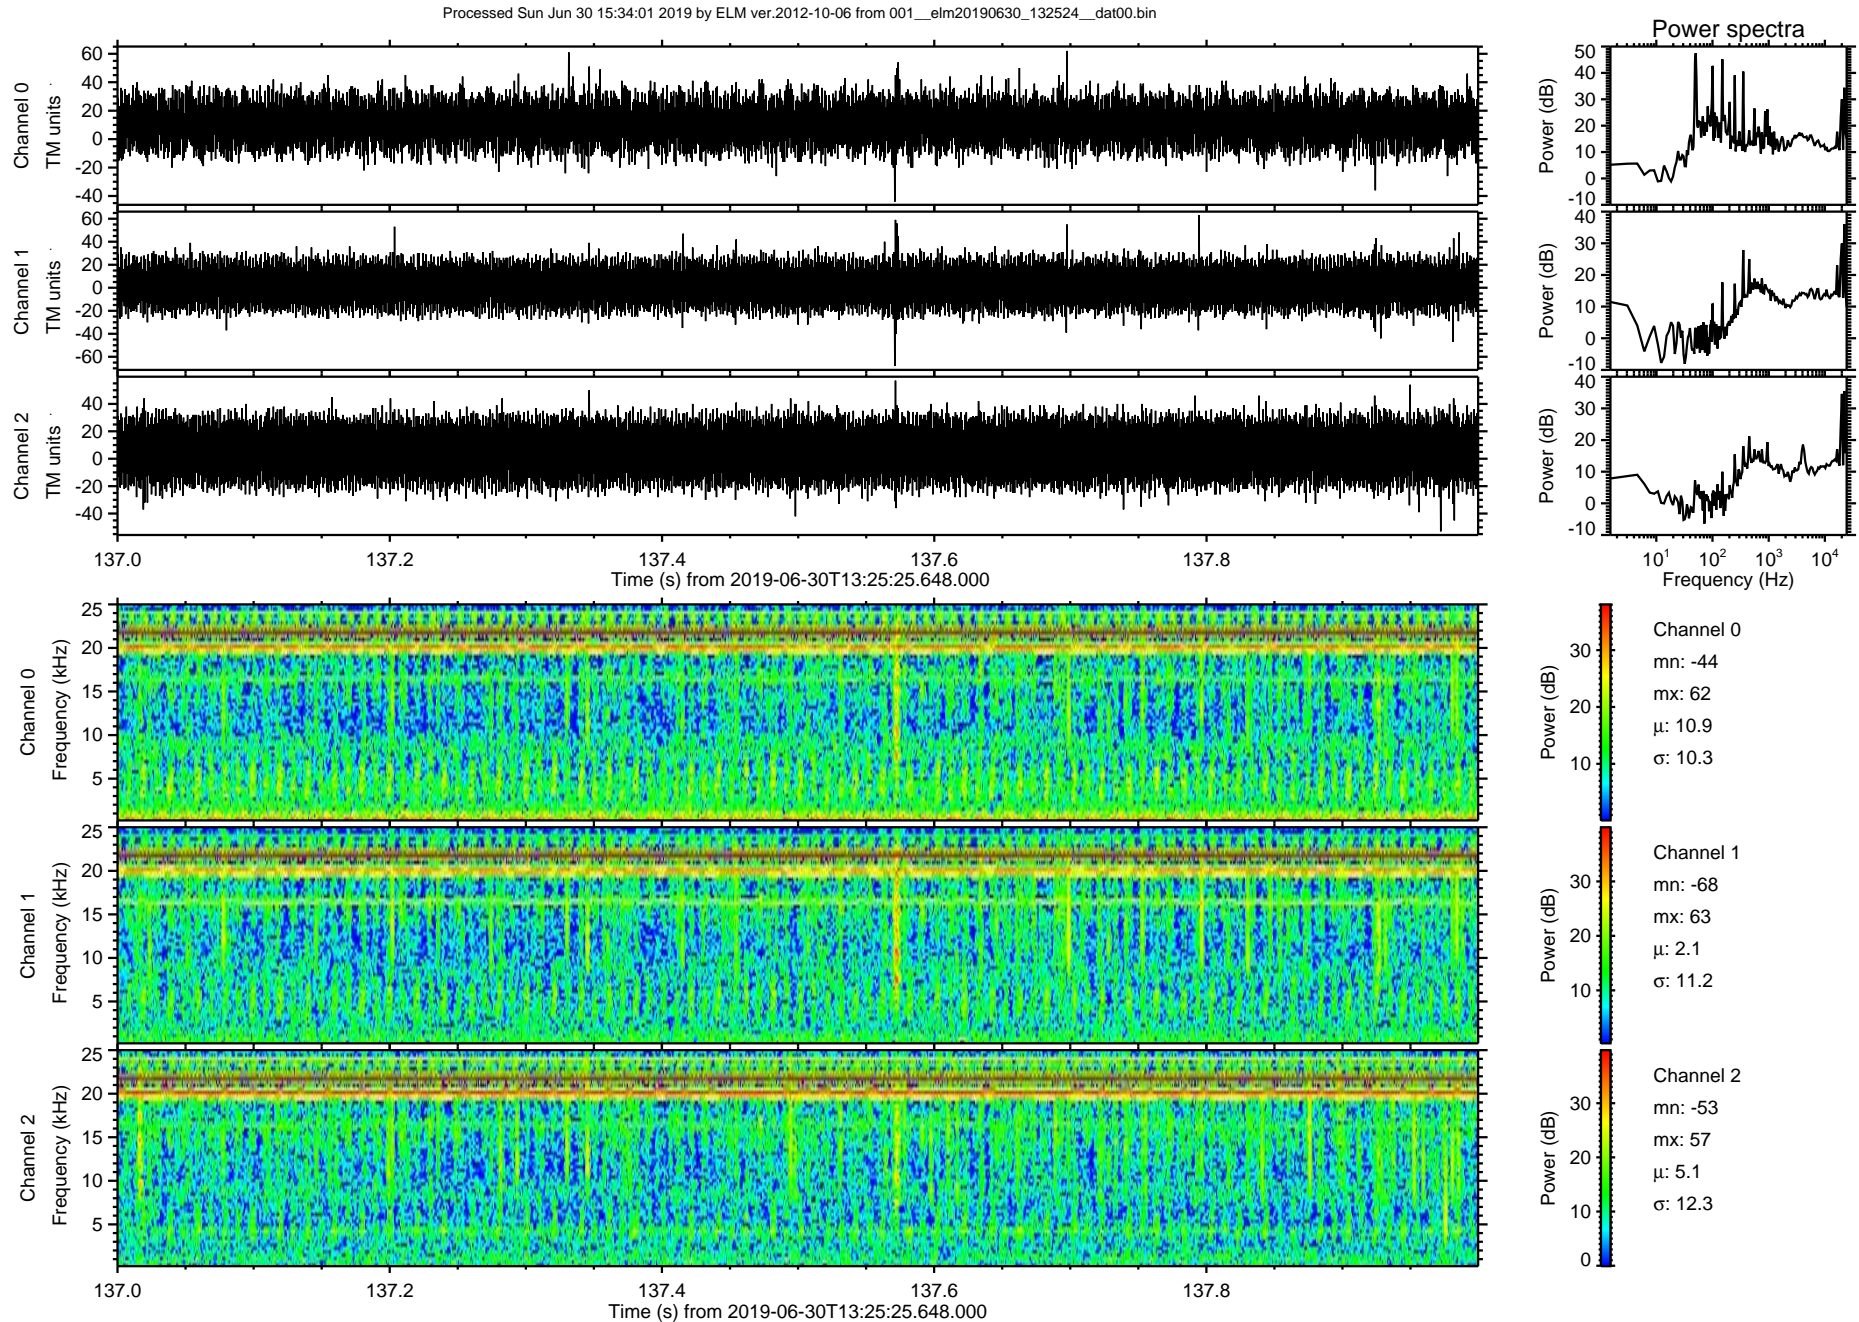 Processed Sun Jun 30 15:34:01 2019 by ELM ver.2012-10-06 from 001__elm20190630_132524__dat00.bin
Power spectra
Channel 0
TM units
60
40
20
0
-20
-40
Power (dB)
50
40
30
20
10
0
-10
Channel 1
TM units
60
40
20
0
-20
-40
-60
Power (dB)
40
30
20
10
0
-10
Channel 2
TM units
40
20
0
-20
-40
Power (dB)
40
30
20
10
0
-10
137.0 137.2 137.4 137.6 137.8
Time (s) from 2019-06-30T13:25:25.648.000
10¹ 10² 10³ 10⁴
Frequency (Hz)
Channel 0
Frequency (kHz)
25
20
15
10
5
Power (dB)
30
20
10
Channel 0
mn: -44
mx: 62
µ: 10.9
σ: 10.3
Channel 1
Frequency (kHz)
25
20
15
10
5
Power (dB)
30
20
10
Channel 1
mn: -68
mx: 63
µ: 2.1
σ: 11.2
Channel 2
Frequency (kHz)
25
20
15
10
5
Power (dB)
30
20
10
0
Channel 2
mn: -53
mx: 57
µ: 5.1
σ: 12.3
137.0 137.2 137.4 137.6 137.8
Time (s) from 2019-06-30T13:25:25.648.000